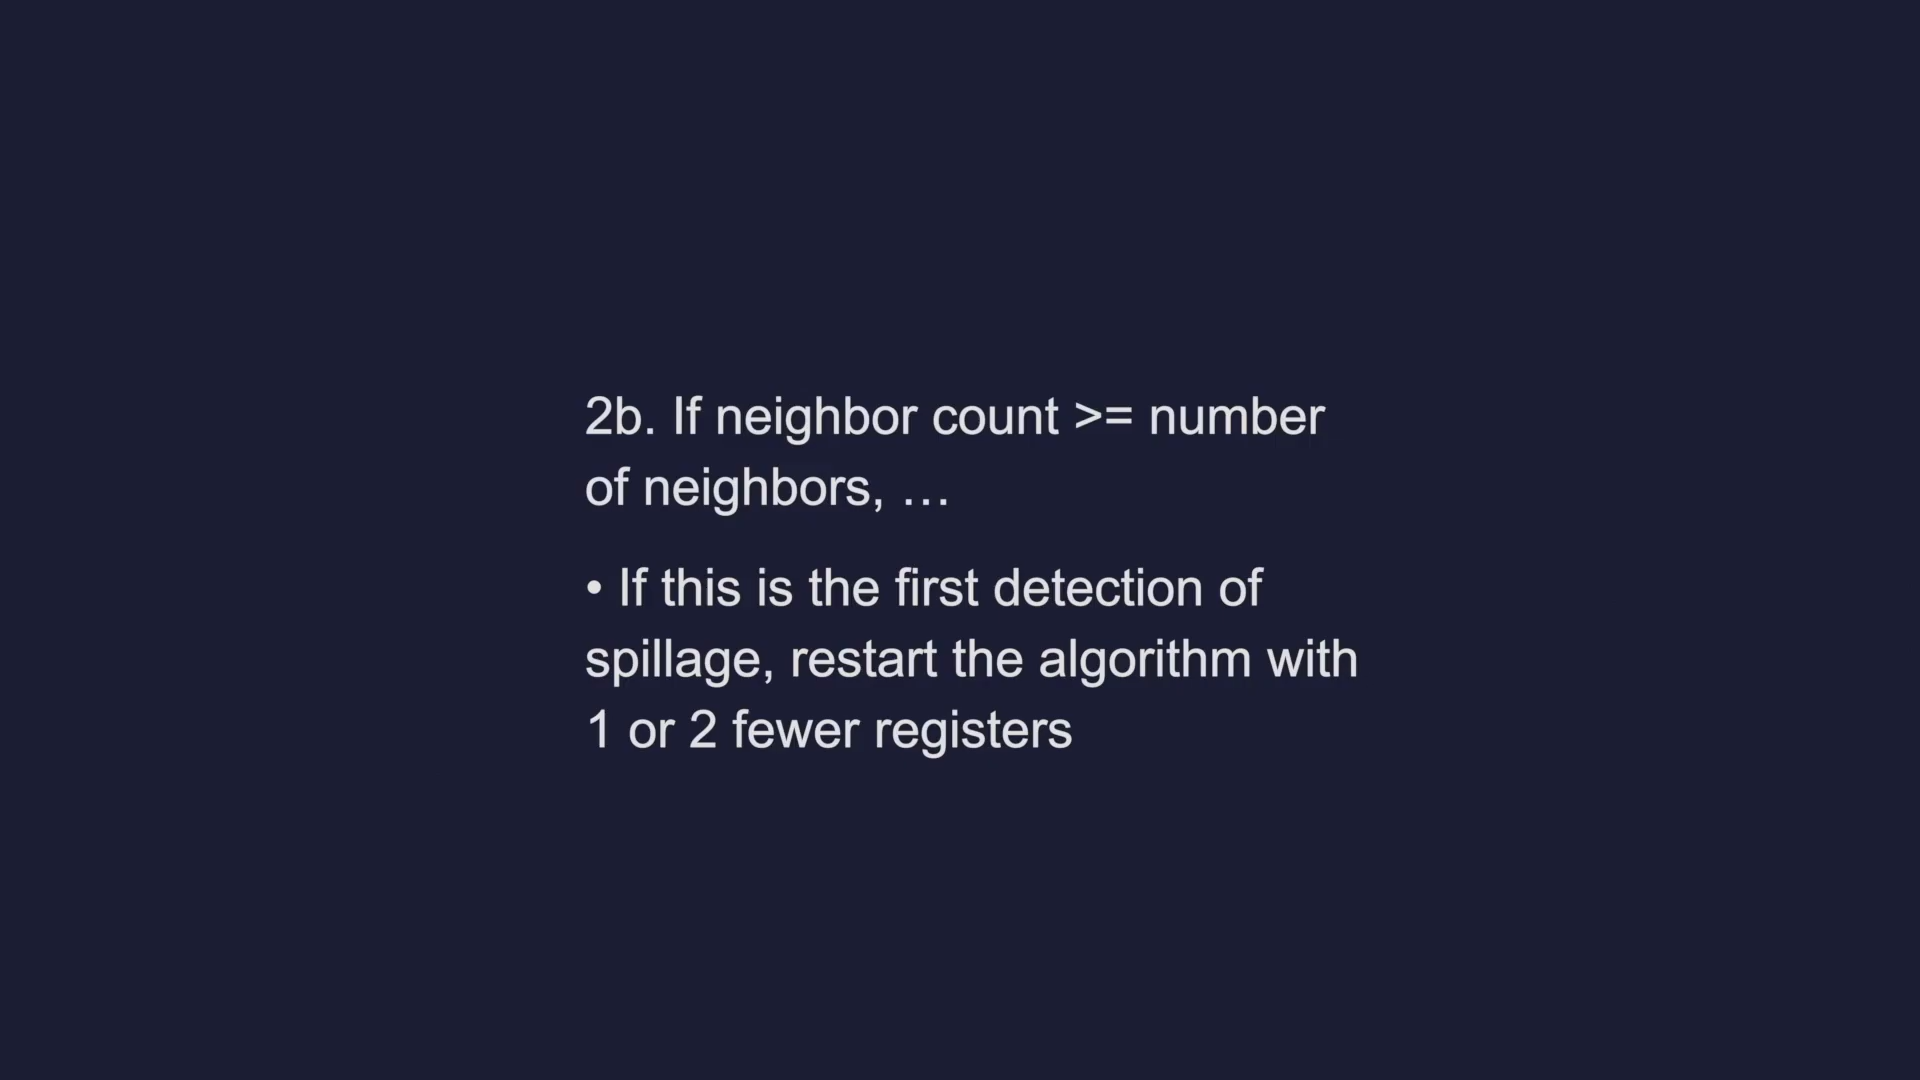 2b. If neighbor count >= number
of neighbors, …
• If this is the first detection of
spillage, restart the algorithm with
1 or 2 fewer registers